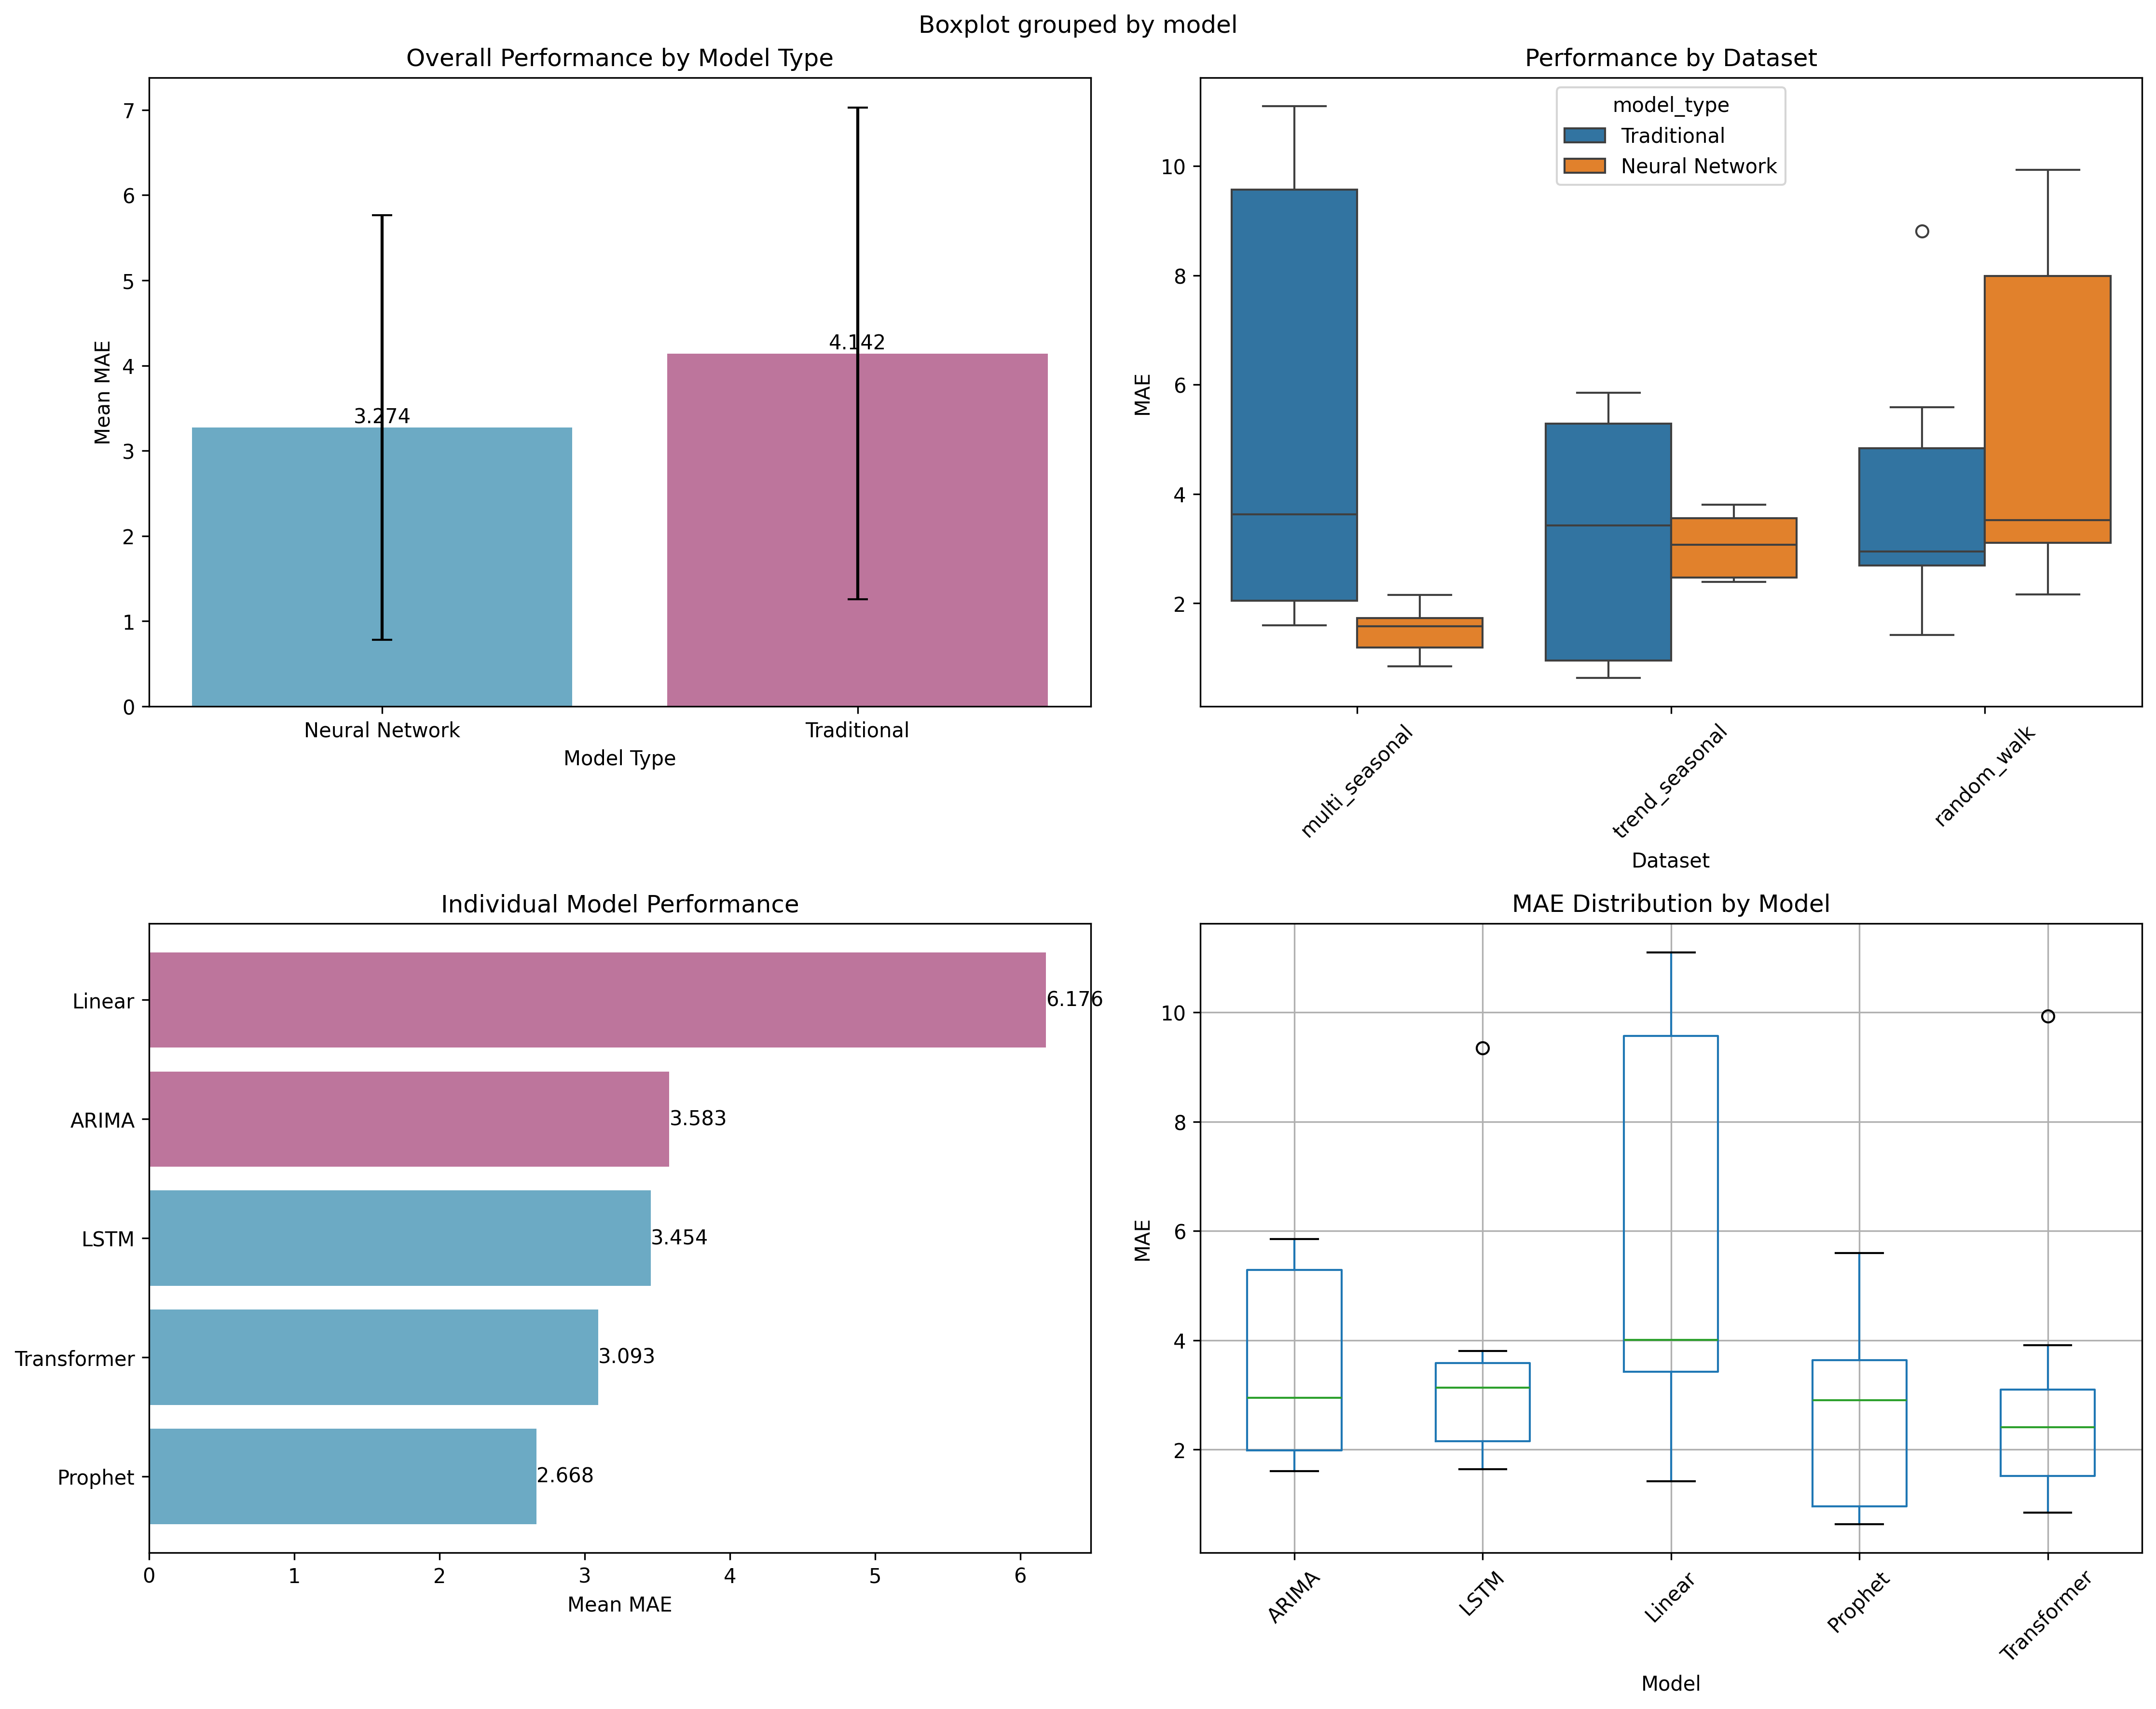 Boxplot grouped by model
Overall Performance by Model Type
Mean MAE
7
6
5
4
3
2
1
0
3.274
4.142
Neural Network
Traditional
Model Type
Performance by Dataset
model_type
Traditional
Neural Network
MAE
10
8
6
4
2
multi_seasonal
trend_seasonal
random_walk
Dataset
Individual Model Performance
Linear
6.176
ARIMA
3.583
LSTM
3.454
Transformer
3.093
Prophet
2.668
0
1
2
3
4
5
6
Mean MAE
MAE Distribution by Model
MAE
10
8
6
4
2
ARIMA
LSTM
Linear
Prophet
Transformer
Model